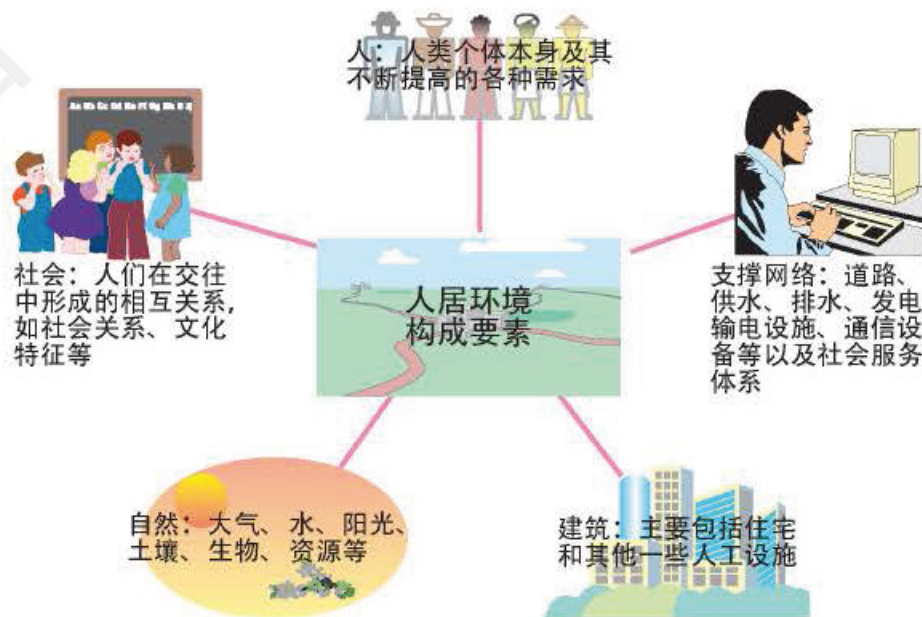 人：人类个体本身及其
不断提高的各种需求
社会：人们在交往
中形成的相互关系，
如社会关系、文化
特征等
人居环境
构成要素
支撑网络：道路、
供水、排水、发电
输电设施、通信设
备等以及社会服务
体系
自然：大气、水、阳光、
土壤、生物、资源等
建筑：主要包括住宅
和其他一些人工设施